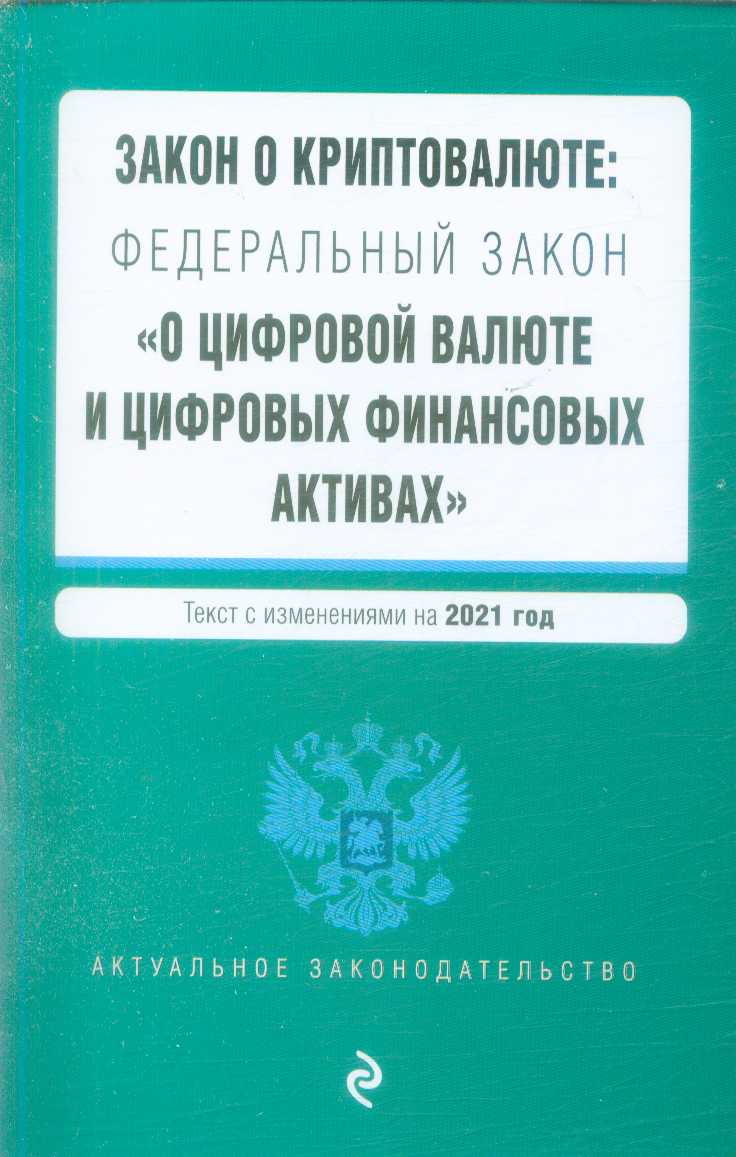 ЗАКОН О КРИПТОВАЛЮТЕ:
ФЕДЕРАЛЬНЫЙ ЗАКОН
«О ЦИФРОВОЙ ВАЛЮТЕ
И ЦИФРОВЫХ ФИНАНСОВЫХ
АКТИВАХ»
Текст с изменениями на 2021 год
АКТУАЛЬНОЕ ЗАКОНОДАТЕЛЬСТВО